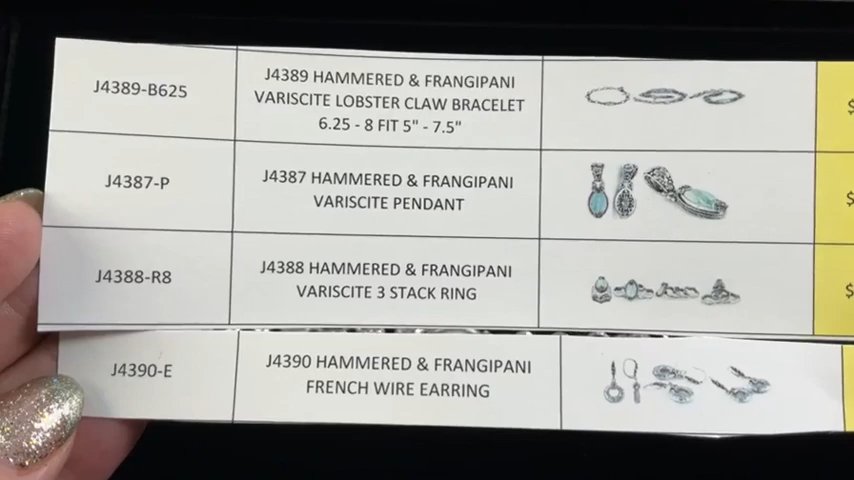 J4389-B625
J4389 HAMMERED & FRANGIPANI
VARISCITE LOBSTER CLAW BRACELET
6.25 - 8 FIT 5" - 7.5"
$
J4387-P
J4387 HAMMERED & FRANGIPANI
VARISCITE PENDANT
$
J4388-R8
J4388 HAMMERED & FRANGIPANI
VARISCITE 3 STACK RING
$
J4390-E
J4390 HAMMERED & FRANGIPANI
FRENCH WIRE EARRING